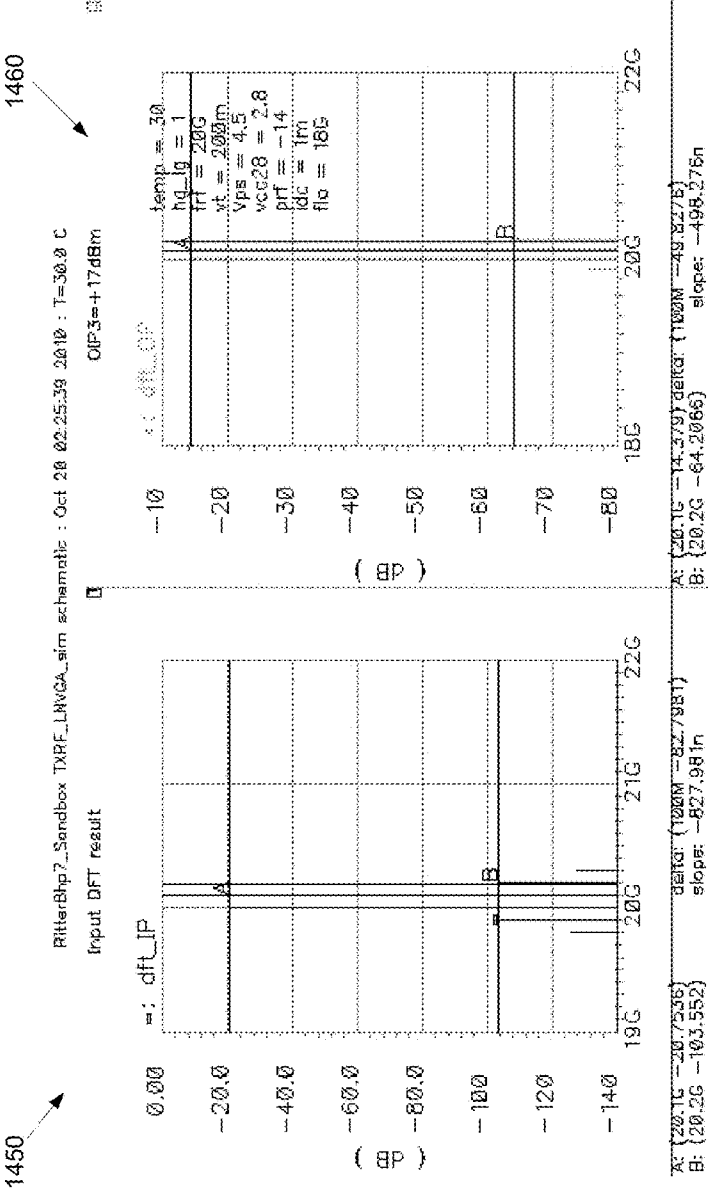 1450
1460
RitterBhp7_Sandbox TXRF_LNVGA_sim schematic : Oct 20 02:25:39 2010 : T=30.0 C
Input DFT result
OIP3=+17dBm
=: dft_IP
0.00
-20.0
-40.0
-60.0
-80.0
-100
-120
-140
( dB )
A
B
19G
20G
21G
22G
A: (20.1G -20.7536)
B: (20.2G -103.552)
delta: (100M -82.7981)
slope: -827.981n
dft_OP
temp = 30
hg_lg = 1
frf = 20G
vt = 200m
Vps = 4.5
vcc28 = 2.8
prf = -14
idc = 1m
flo = 18G
-10
-20
-30
-40
-50
-60
-70
-80
( dB )
A
B
18G
20G
22G
A: (20.1G -14.379)
B: (20.2G -64.2066)
delta: (100M -49.8276)
slope: -498.276n